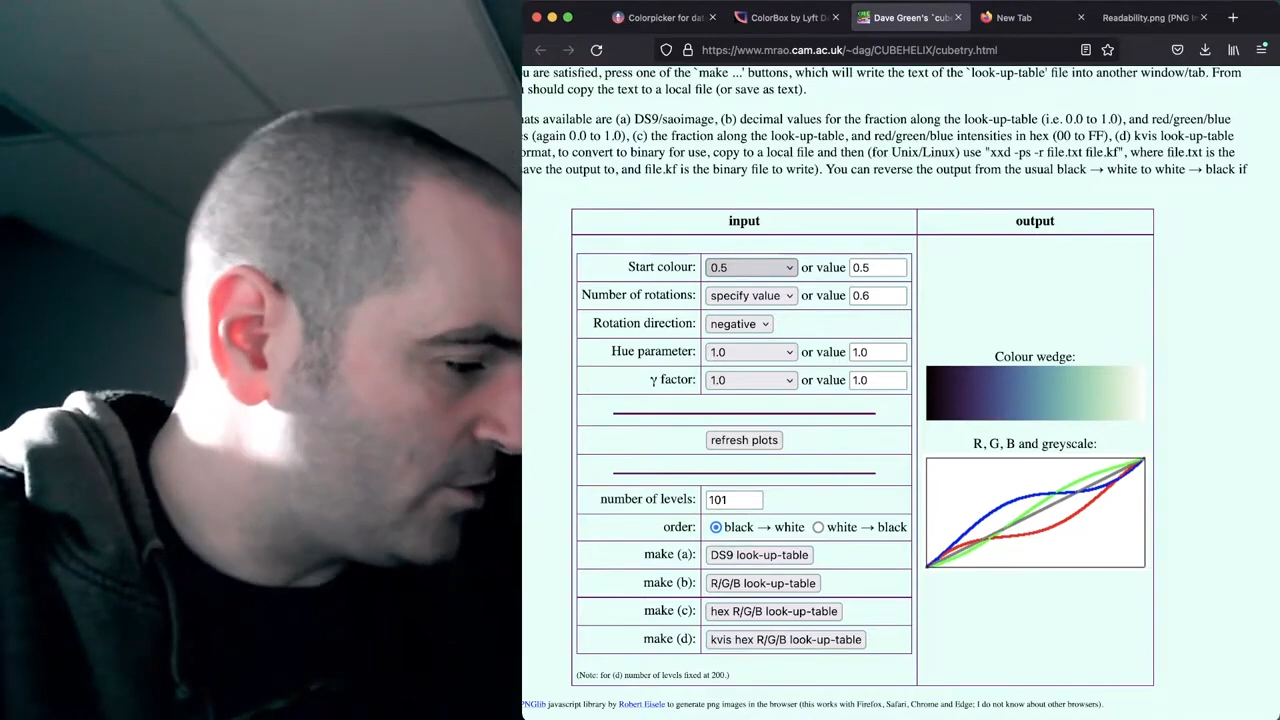 Colorpicker for dat
ColorBox by Lyft D
Dave Green's `cub
New Tab
Readability.png (PNG I
https://www.mrao.cam.ac.uk/~dag/CUBEHELIX/cubetry.html
u are satisfied, press one of the `make ...' buttons, which will write the text of the `look-up-table' file into another window/tab. From
should copy the text to a local file (or save as text).
ats available are (a) DS9/saoimage, (b) decimal values for the fraction along the look-up-table (i.e. 0.0 to 1.0), and red/green/blue
s (again 0.0 to 1.0), (c) the fraction along the look-up-table, and red/green/blue intensities in hex (00 to FF), (d) kvis look-up-table
ormat, to convert to binary for use, copy to a local file and then (for Unix/Linux) use "xxd -ps -r file.txt file.kf", where file.txt is the
ave the output to, and file.kf is the binary file to write). You can reverse the output from the usual black → white to white → black if
input
output
Start colour: 0.5 or value 0.5
Number of rotations: specify value or value 0.6
Rotation direction: negative
Hue parameter: 1.0 or value 1.0
γ factor: 1.0 or value 1.0
refresh plots
number of levels: 101
order: black → white white → black
make (a): DS9 look-up-table
make (b): R/G/B look-up-table
make (c): hex R/G/B look-up-table
make (d): kvis hex R/G/B look-up-table
(Note: for (d) number of levels fixed at 200.)
Colour wedge:
R, G, B and greyscale:
PNGlib javascript library by Robert Eisele to generate png images in the browser (this works with Firefox, Safari, Chrome and Edge; I do not know about other browsers).